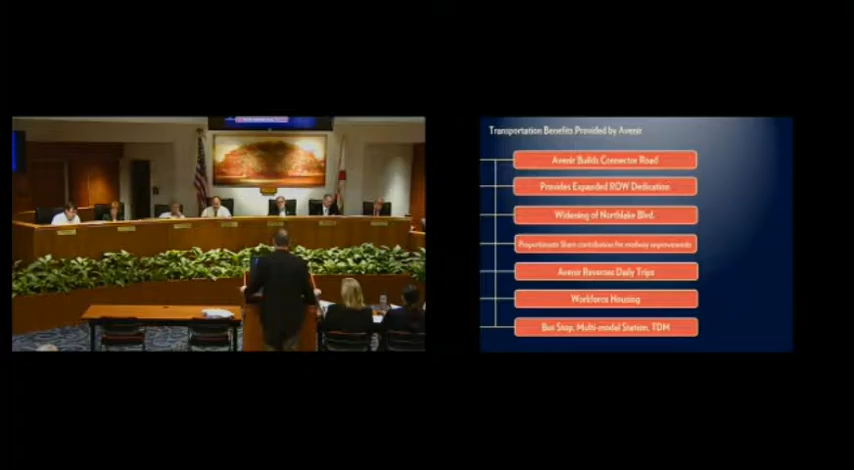 Transportation Benefits Provided by Avenir
Avenir Builds Connector Road
Provides Expanded ROW Dedication
Widening of Northlake Blvd.
Proportionate Share contribution for roadway improvements
Avenir Reverses Daily Trips
Workforce Housing
Bus Stop, Multi-modal Station, TDM